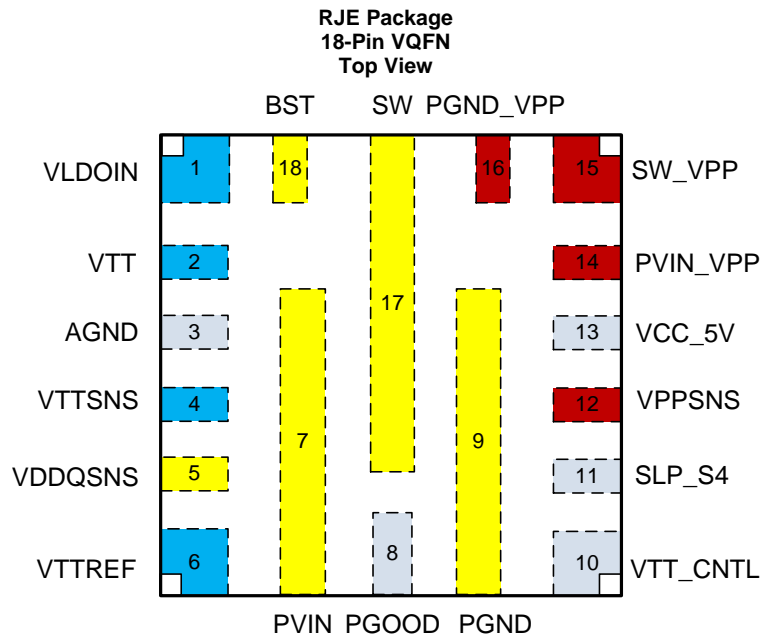 RJE Package
18-Pin VQFN
Top View
BST SW PGND_VPP
VLDOIN 1 18 16 15 SW_VPP
VTT 2 14 PVIN_VPP
17
AGND 3 13 VCC_5V
VTTSNS 4 12 VPPSNS
7 9
VDDQSNS 5 11 SLP_S4
8
VTTREF 6 10 VTT_CNTL
PVIN PGOOD PGND